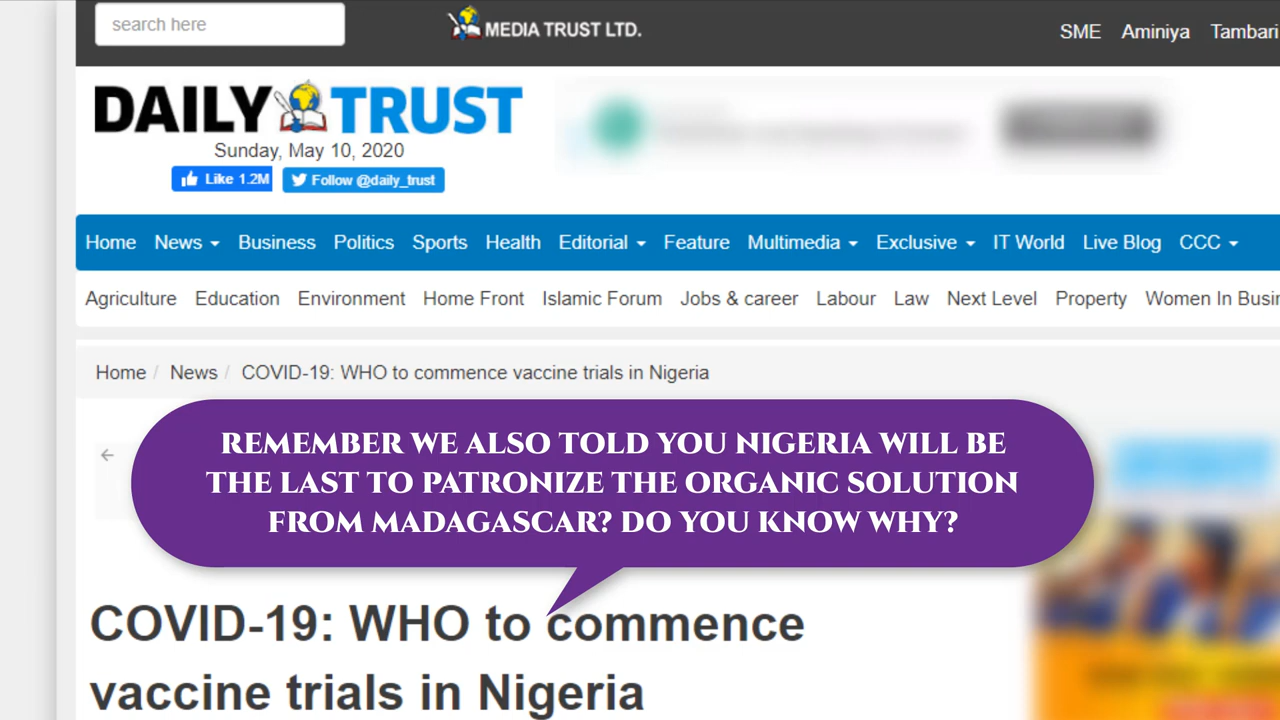 search here
MEDIA TRUST LTD.
SME Aminiya Tambari
DAILY TRUST
Sunday, May 10, 2020
Like 1.2M Follow @daily_trust
Home News Business Politics Sports Health Editorial Feature Multimedia Exclusive IT World Live Blog CCC
Agriculture Education Environment Home Front Islamic Forum Jobs & career Labour Law Next Level Property Women In Busi
Home / News / COVID-19: WHO to commence vaccine trials in Nigeria
REMEMBER WE ALSO TOLD YOU NIGERIA WILL BE
THE LAST TO PATRONIZE THE ORGANIC SOLUTION
FROM MADAGASCAR? DO YOU KNOW WHY?
COVID-19: WHO to commence
vaccine trials in Nigeria